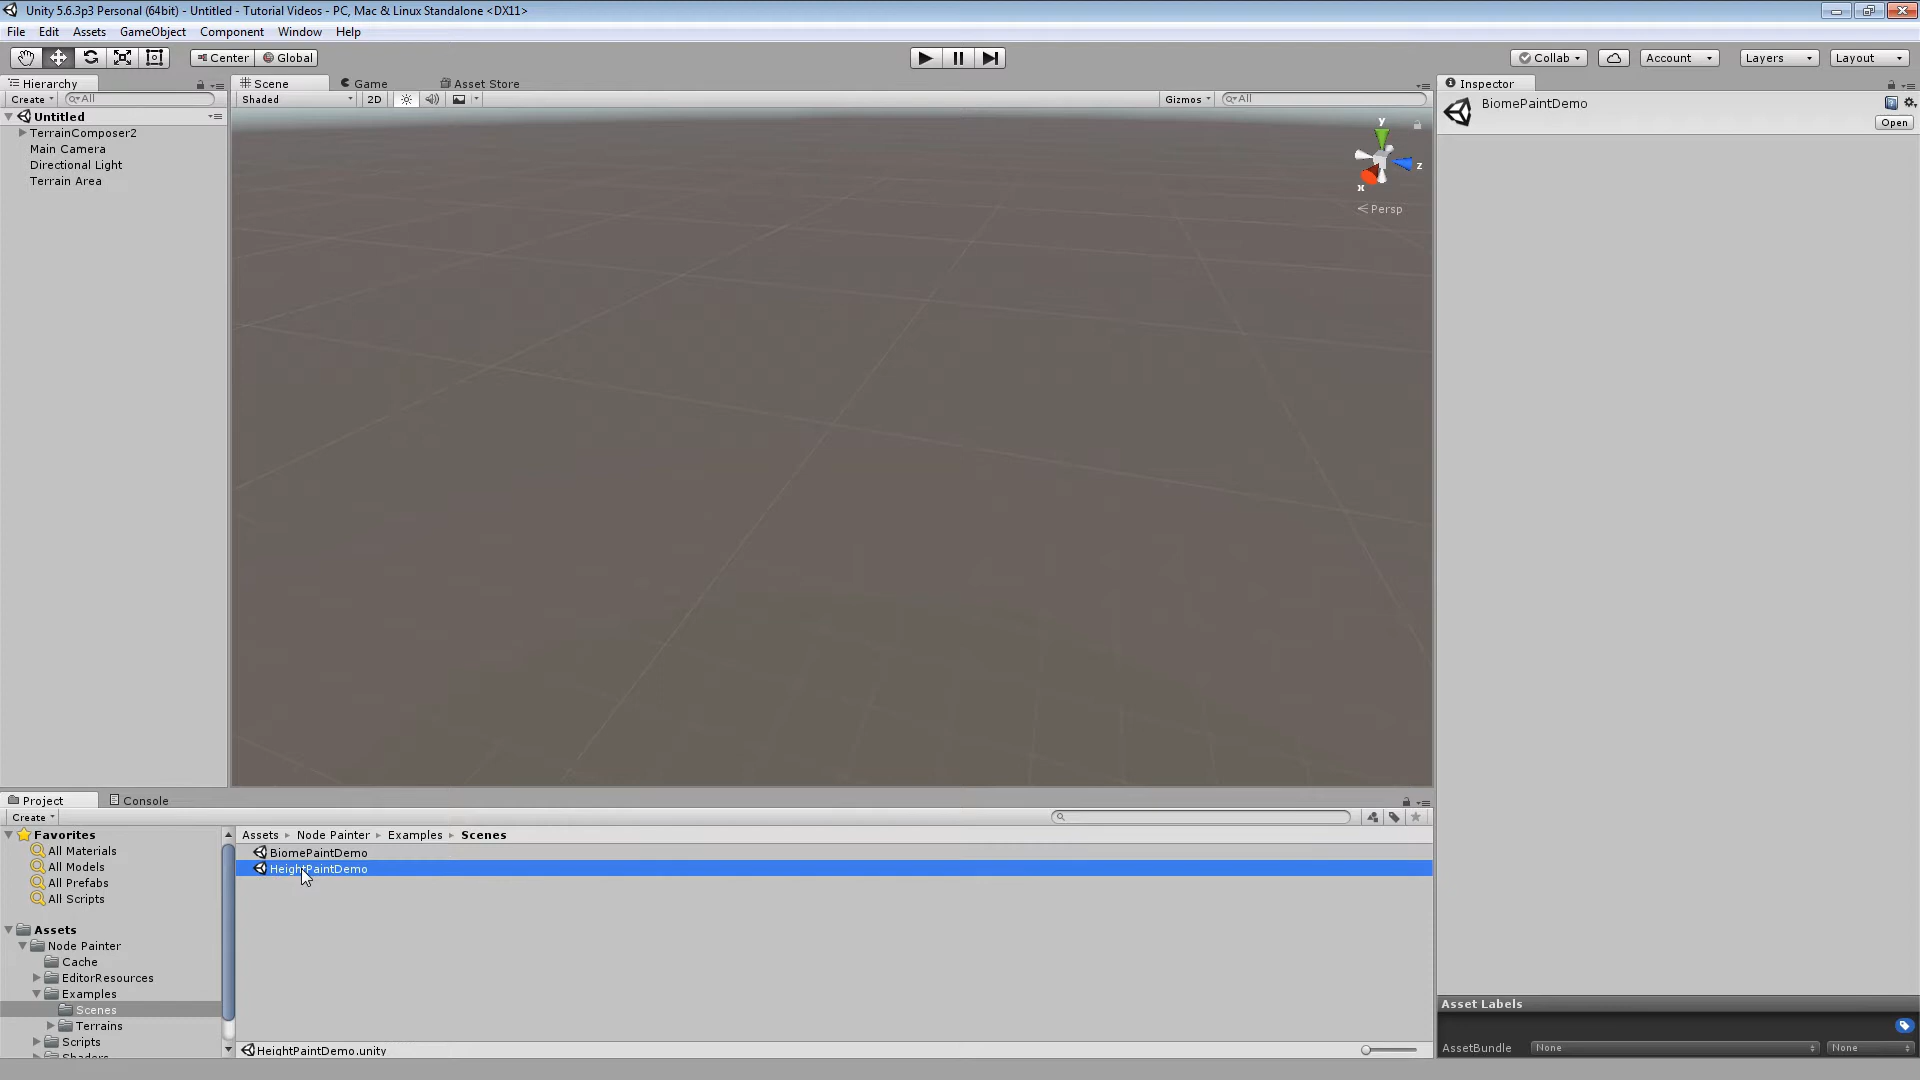 Unity 5.6.3p3 Personal (64bit) - Untitled - Tutorial Videos - PC, Mac & Linux Standalone <DX11>
File Edit Assets GameObject Component Window Help
Center Global Collab Account Layers Layout
Hierarchy
Create All
Untitled
TerrainComposer2
Main Camera
Directional Light
Terrain Area
Scene Game Asset Store
Shaded 2D Gizmos All
y
z
x
Persp
Inspector
BiomePaintDemo
Open
Project Console
Create
Favorites
All Materials
All Models
All Prefabs
All Scripts
Assets
Node Painter
Cache
EditorResources
Examples
Scenes
Terrains
Scripts
Shaders
Assets Node Painter Examples Scenes
BiomePaintDemo
HeightPaintDemo
HeightPaintDemo.unity
Asset Labels
AssetBundle None None